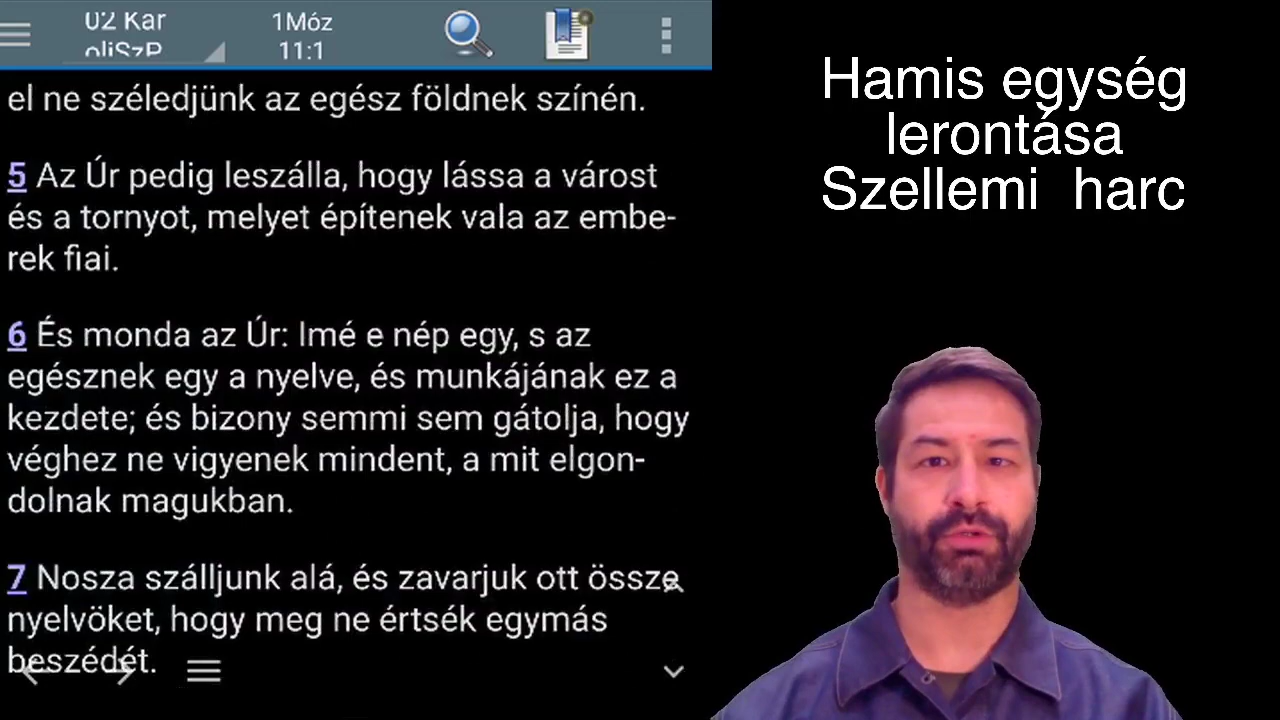 02 Kar
oliSzP
1Móz
11:1
el ne széledjünk az egész földnek színén.
5 Az Úr pedig leszálla, hogy lássa a várost
és a tornyot, melyet építenek vala az embe-
rek fiai.
6 És monda az Úr: Imé e nép egy, s az
egésznek egy a nyelve, és munkájának ez a
kezdete; és bizony semmi sem gátolja, hogy
véghez ne vigyenek mindent, a mit elgon-
dolnak magukban.
7 Nosza szálljunk alá, és zavarjuk ott össze
nyelvöket, hogy meg ne értsék egymás
beszédét.
Hamis egység
lerontása
Szellemi harc